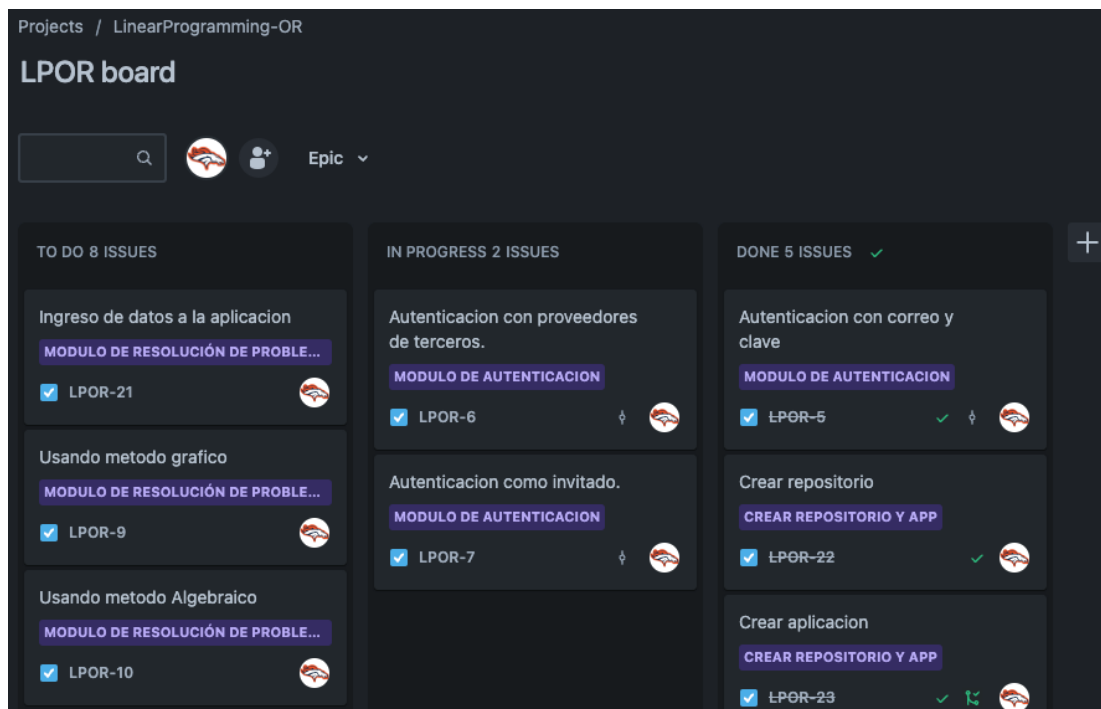 Projects / LinearProgramming-OR
LPOR board
Epic
TO DO 8 ISSUES
Ingreso de datos a la aplicacion
MODULO DE RESOLUCIÓN DE PROBLE...
LPOR-21
Usando metodo grafico
MODULO DE RESOLUCIÓN DE PROBLE...
LPOR-9
Usando metodo Algebraico
MODULO DE RESOLUCIÓN DE PROBLE...
LPOR-10
IN PROGRESS 2 ISSUES
Autenticacion con proveedores
de terceros.
MODULO DE AUTENTICACION
LPOR-6
Autenticacion como invitado.
MODULO DE AUTENTICACION
LPOR-7
DONE 5 ISSUES
Autenticacion con correo y
clave
MODULO DE AUTENTICACION
LPOR-5
Crear repositorio
CREAR REPOSITORIO Y APP
LPOR-22
Crear aplicacion
CREAR REPOSITORIO Y APP
LPOR-23